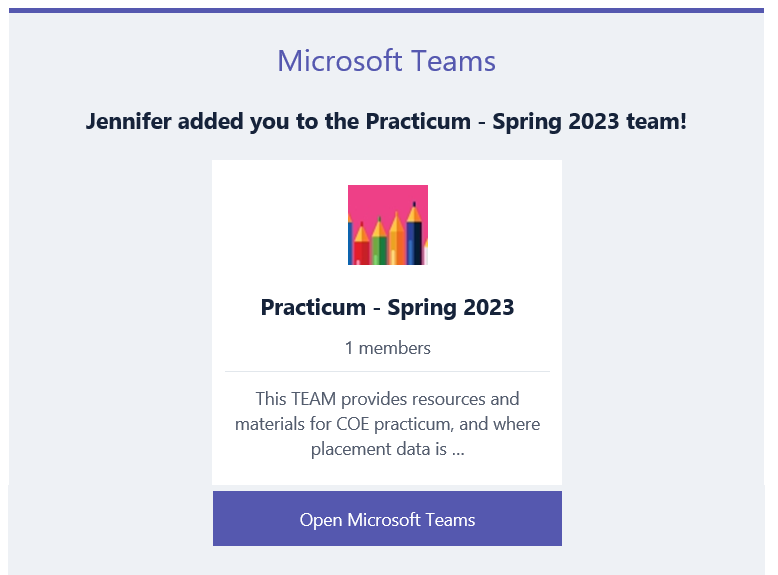 Microsoft Teams
Jennifer added you to the Practicum - Spring 2023 team!
Practicum - Spring 2023
1 members
This TEAM provides resources and
materials for COE practicum, and where
placement data is ...
Open Microsoft Teams